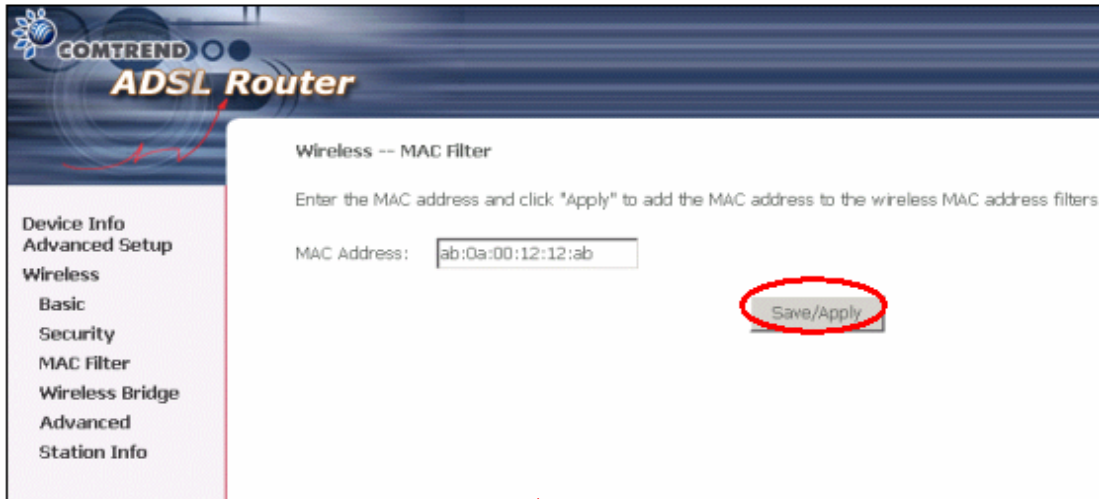 COMTREND
ADSL Router
Wireless -- MAC Filter
Enter the MAC address and click "Apply" to add the MAC address to the wireless MAC address filters
MAC Address: ab:0a:00:12:12:ab
Save/Apply
Device Info
Advanced Setup
Wireless
Basic
Security
MAC Filter
Wireless Bridge
Advanced
Station Info